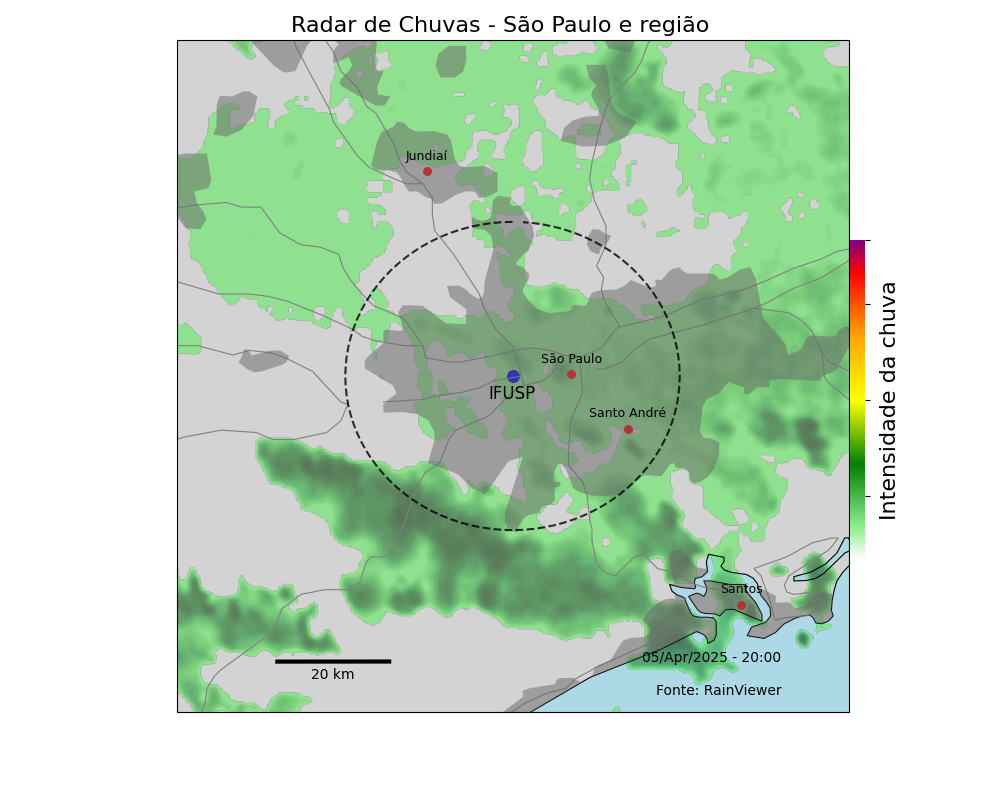 Radar de Chuvas - São Paulo e região
Jundiaí
São Paulo
IFUSP
Santo André
Intensidade da chuva
Santos
05/Apr/2025 - 20:00
20 km
Fonte: RainViewer